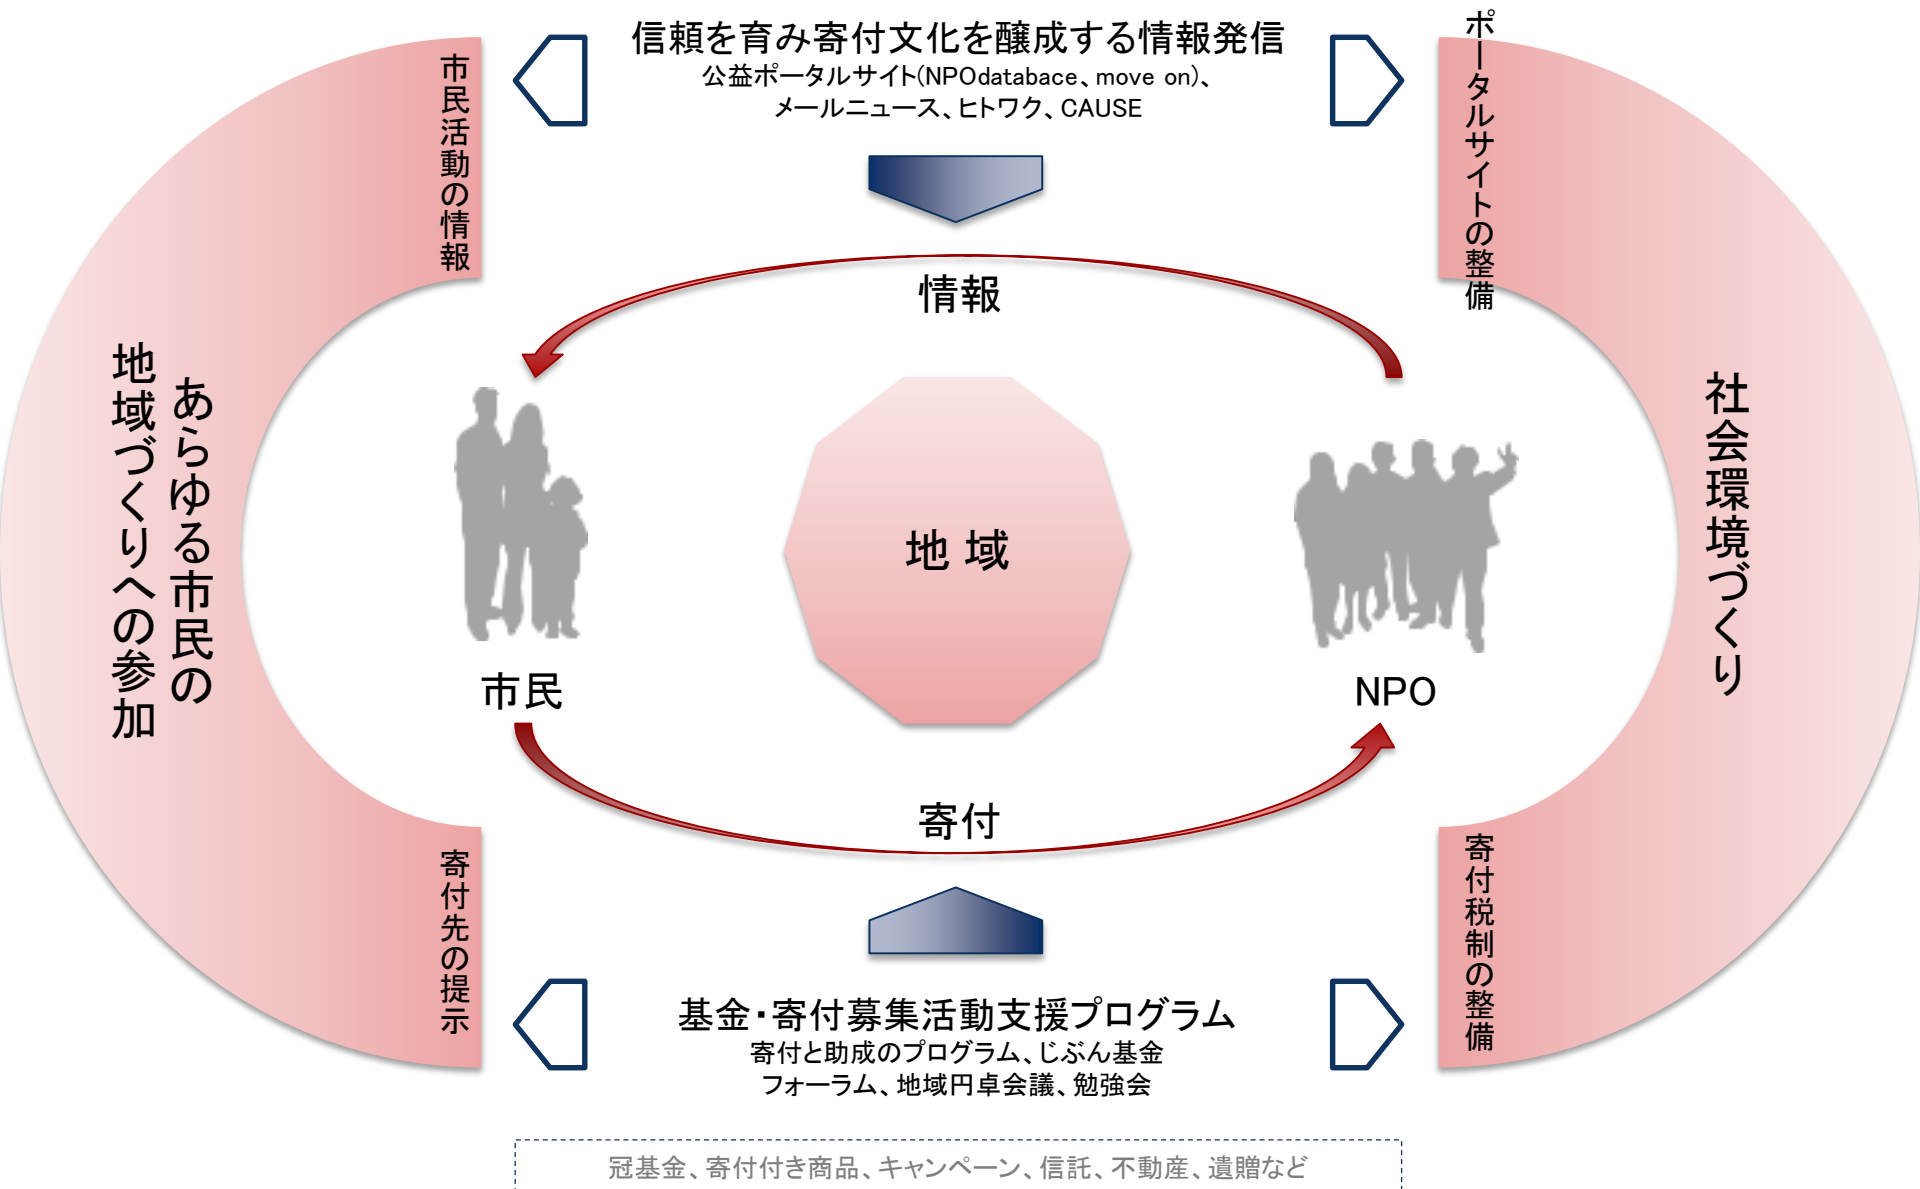 信頼を育み寄付文化を醸成する情報発信
公益ポータルサイト(NPOdatabace、move on)、
メールニュース、ヒトワク、CAUSE
市民活動の情報
ポータルサイトの整備
情報
あらゆる市民の
地域づくりへの参加
地域
社会環境づくり
市民
NPO
寄付
寄付先の提示
寄付税制の整備
基金・寄付募集活動支援プログラム
寄付と助成のプログラム、じぶん基金
フォーラム、地域円卓会議、勉強会
冠基金、寄付付き商品、キャンペーン、信託、不動産、遺贈など